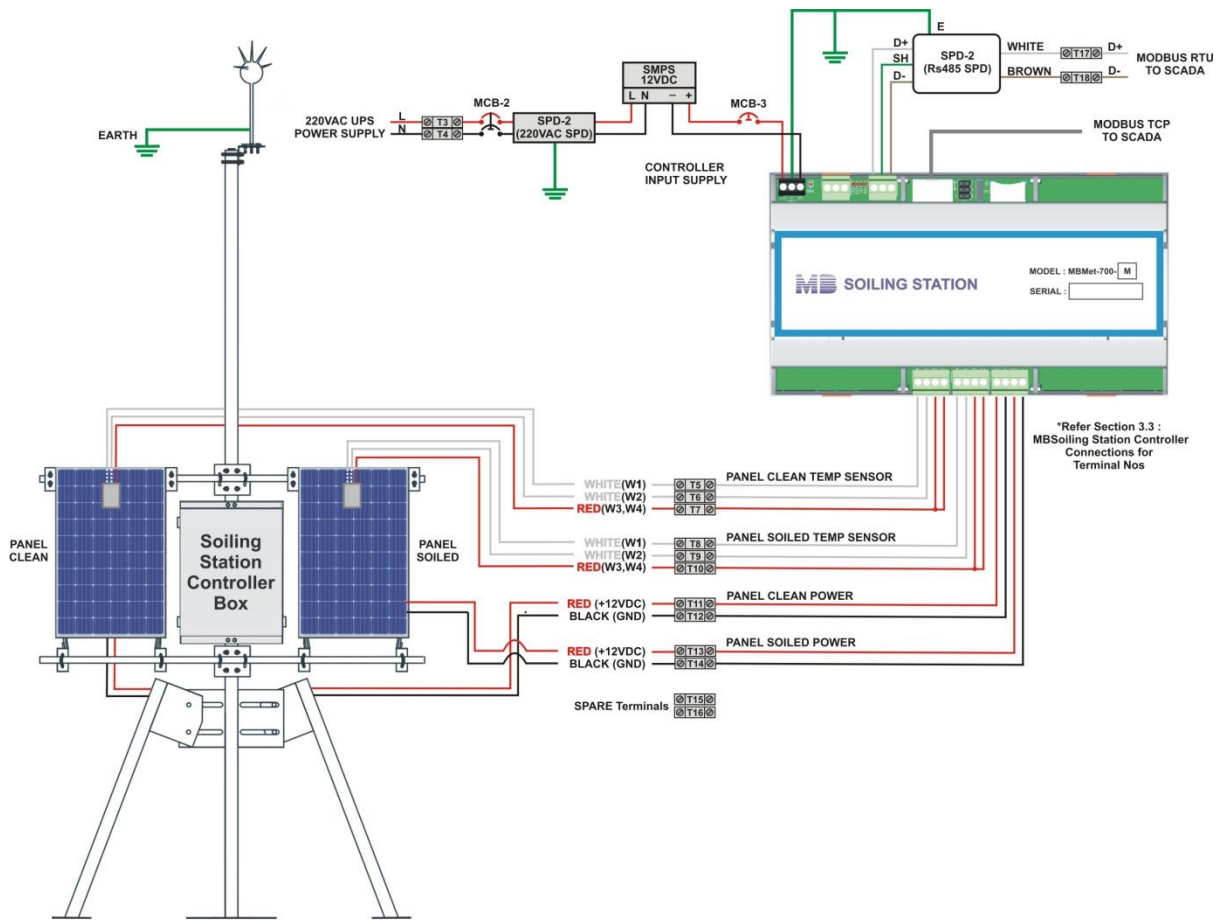 E
D+
SH
D-
SPD-2
(Rs485 SPD)
WHITE
T17
D+
BROWN
T18
D-
MODBUS RTU
TO SCADA
SMPS
12VDC
L N − +
MCB-2
MCB-3
EARTH
220VAC UPS
POWER SUPPLY
L
N
T3
T4
SPD-2
(220VAC SPD)
MODBUS TCP
TO SCADA
CONTROLLER
INPUT SUPPLY
MB SOILING STATION
MODEL : MBMet-700- M
SERIAL :
*Refer Section 3.3 :
MBSoiling Station Controller
Connections for
Terminal Nos
WHITE(W1) T5 PANEL CLEAN TEMP SENSOR
WHITE(W2) T6
RED(W3,W4) T7
WHITE(W1) T8 PANEL SOILED TEMP SENSOR
WHITE(W2) T9
RED(W3,W4) T10
RED (+12VDC) T11 PANEL CLEAN POWER
BLACK (GND) T12
RED (+12VDC) T13 PANEL SOILED POWER
BLACK (GND) T14
SPARE Terminals
T15
T16
PANEL
CLEAN
Soiling
Station
Controller
Box
PANEL
SOILED